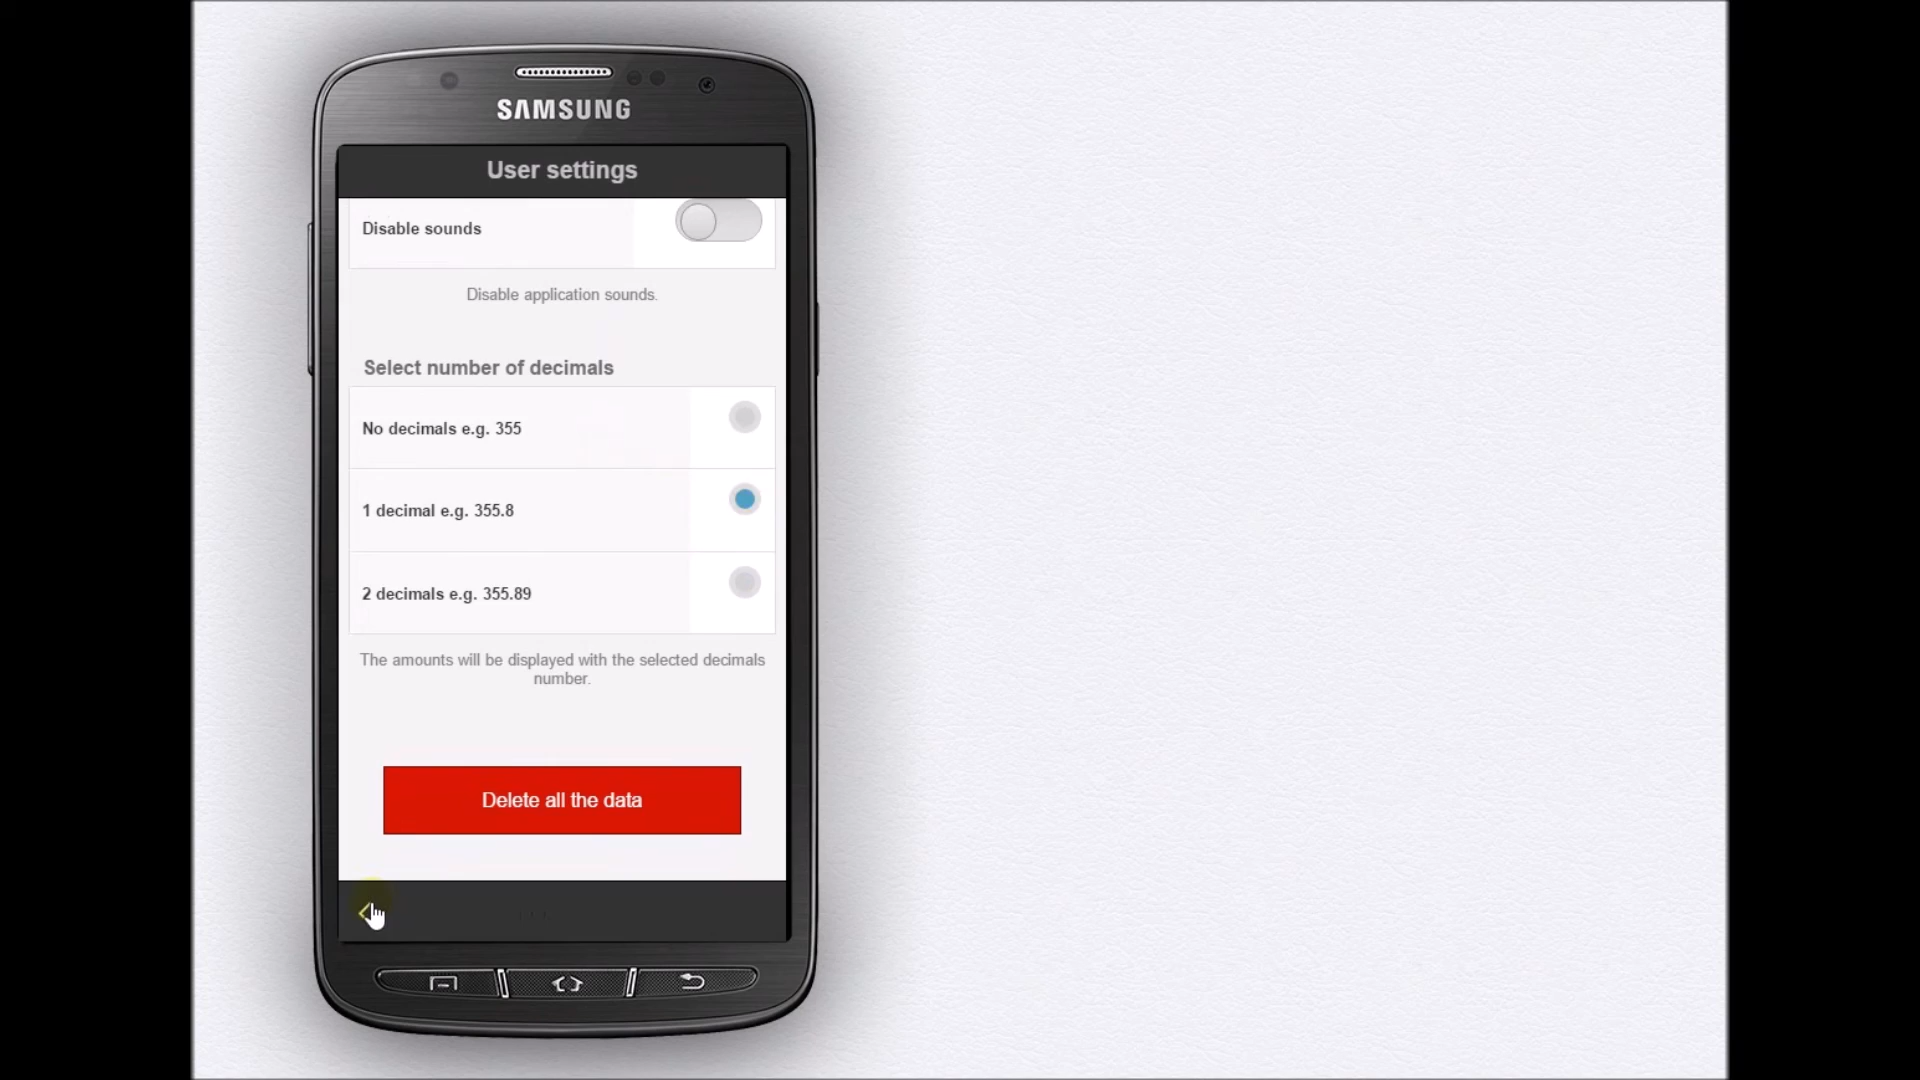 SAMSUNG
User settings
Disable sounds
Disable application sounds.
Select number of decimals
No decimals e.g. 355
1 decimal e.g. 355.8
2 decimals e.g. 355.89
The amounts will be displayed with the selected decimals
number.
Delete all the data